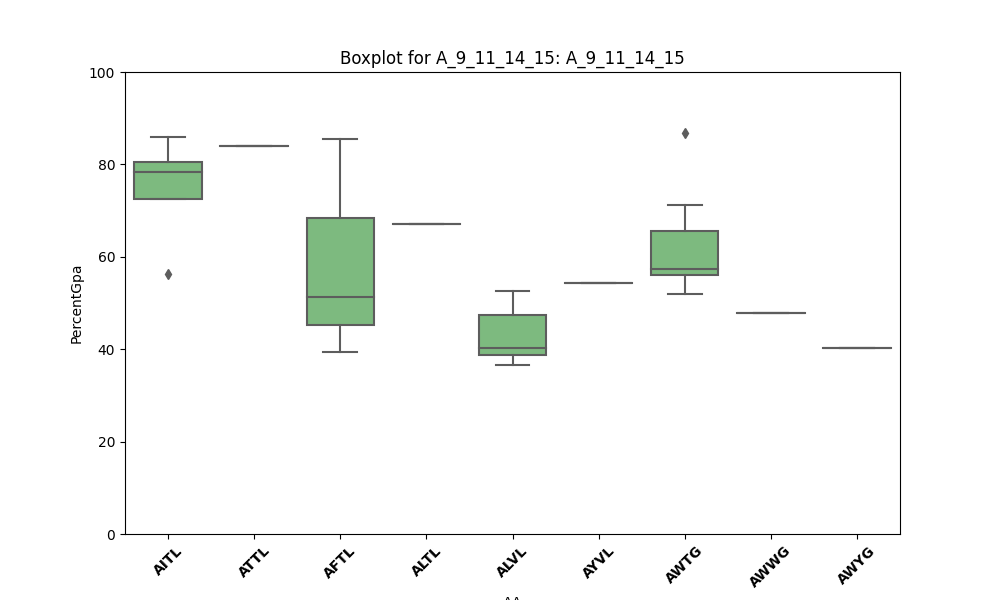 Boxplot for A_9_11_14_15: A_9_11_14_15
100
80
60
40
20
0
PercentGpa
AITL
ATTL
AFTL
ALTL
ALVL
AYVL
AWTG
AWWG
AWYG